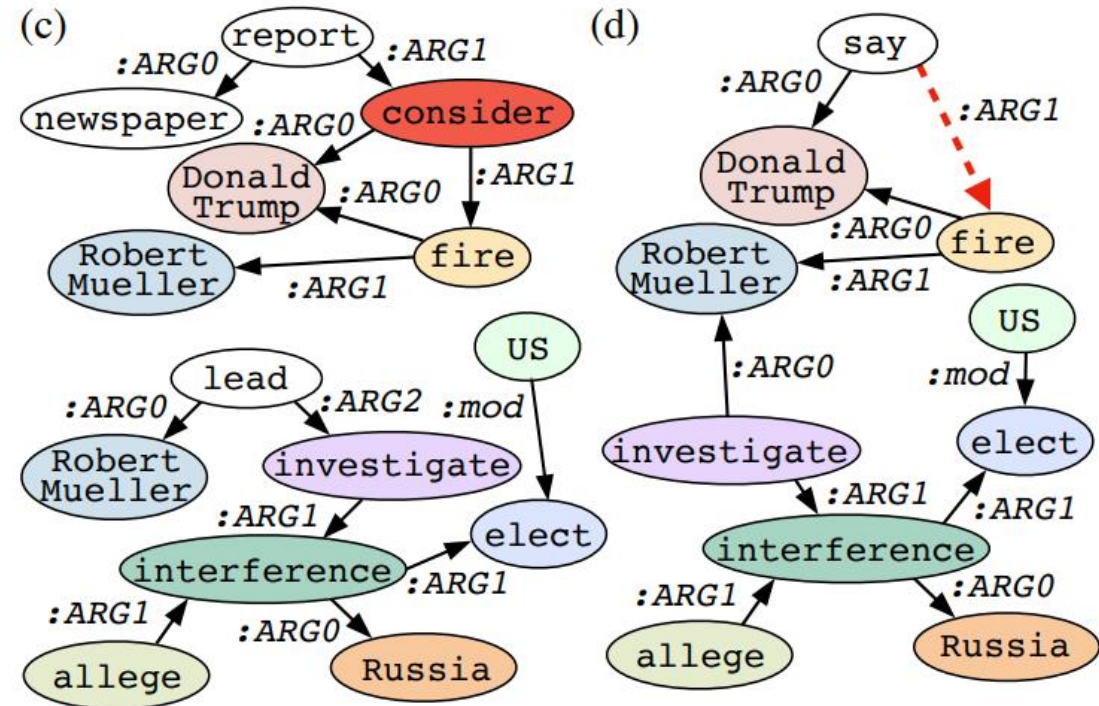 (c)
report
:ARG0
:ARG1
newspaper
consider
:ARG0
Donald
Trump
:ARG0
:ARG1
Robert
Mueller
fire
:ARG1
US
lead
:ARG0
:ARG2
:mod
Robert
Mueller
investigate
:ARG1
elect
interference
:ARG1
:ARG1
:ARG0
allege
Russia
(d)
say
:ARG0
:ARG1
Donald
Trump
:ARG0
fire
Robert
Mueller
:ARG1
US
:ARG0
:mod
elect
investigate
:ARG1
:ARG1
interference
:ARG1
:ARG0
allege
Russia